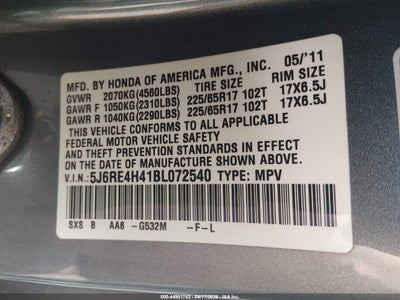 MFD. BY HONDA OF AMERICA MFG., INC. 05/'11
GVWR 2070KG(4560LBS) TIRE SIZE RIM SIZE
GAWR F 1050KG(2310LBS) 225/65R17 102T 17X6.5J
GAWR R 1040KG(2290LBS) 225/65R17 102T 17X6.5J
THIS VEHICLE CONFORMS TO ALL APPLICABLE
FEDERAL MOTOR VEHICLE SAFETY AND
THEFT PREVENTION STANDARDS IN EFFECT ON THE
DATE OF MANUFACTURE SHOWN ABOVE.
V.I.N.: 5J6RE4H41BL072540 TYPE: MPV
SXS B AA6 -G532M -F-L